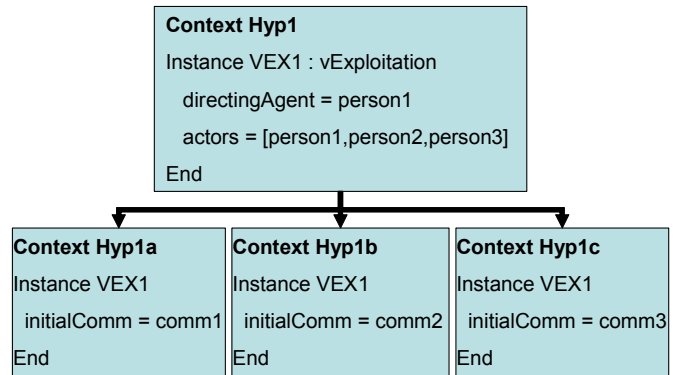 Context Hyp1
Instance VEX1 : vExploitation
directingAgent = person1
actors = [person1,person2,person3]
End
Context Hyp1a
Instance VEX1
initialComm = comm1
End
Context Hyp1b
Instance VEX1
initialComm = comm2
End
Context Hyp1c
Instance VEX1
initialComm = comm3
End